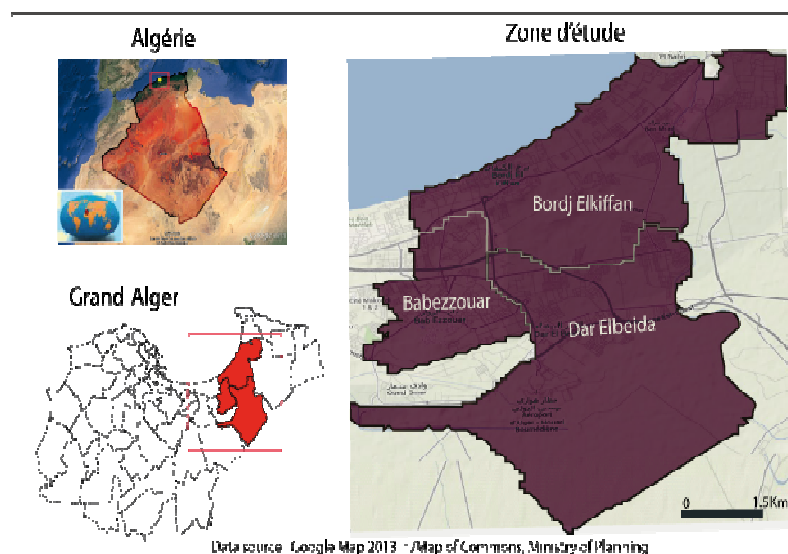 Algérie
Zone d'étude
Bordj Elkiffan
Babezzouar
Dar Elbeida
Grand Alger
0 1.5Km
Data source Google Map 2013 /Map of Commons, Ministry of Planning